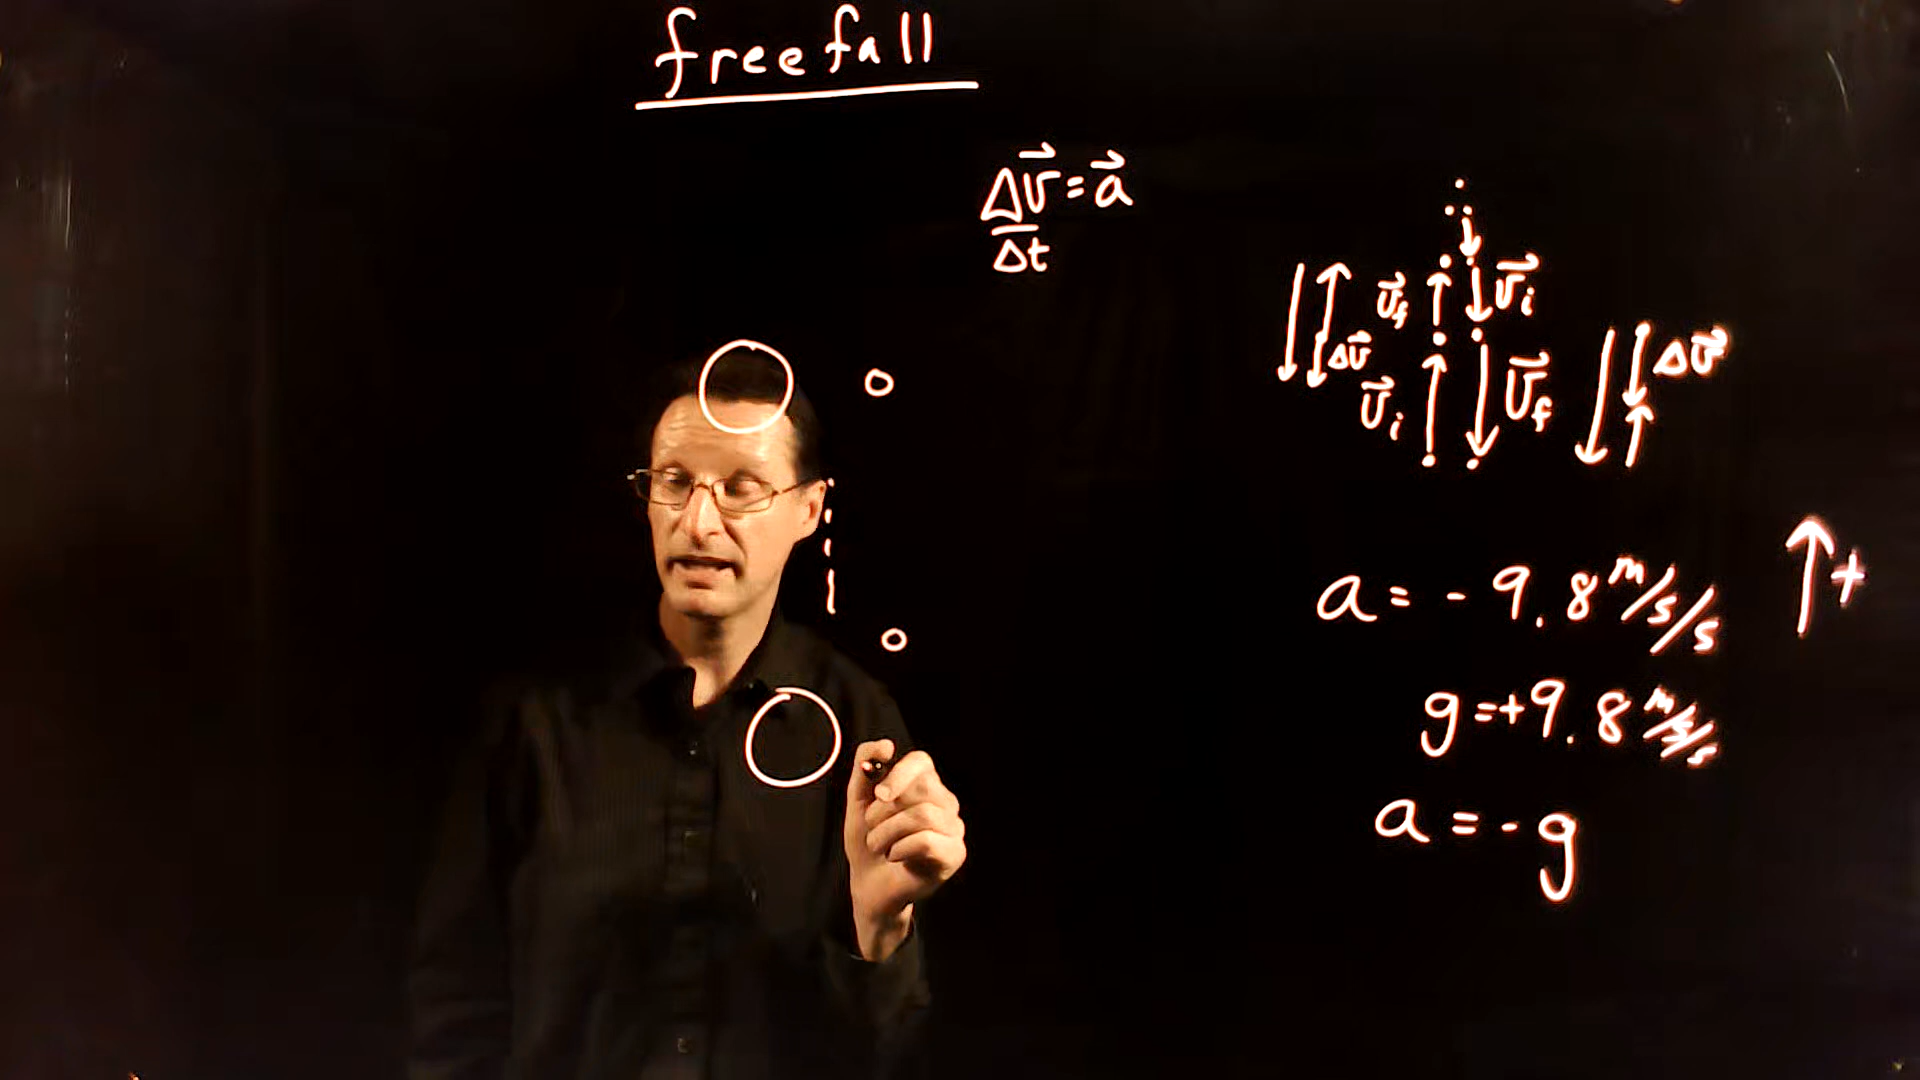 freefall
Δv⃗/Δt = a⃗
v⃗f v⃗i
Δv⃗ Δv⃗
v⃗i v⃗f
a = - 9.8 m/s/s +
g = +9.8 m/s/s
a = - g